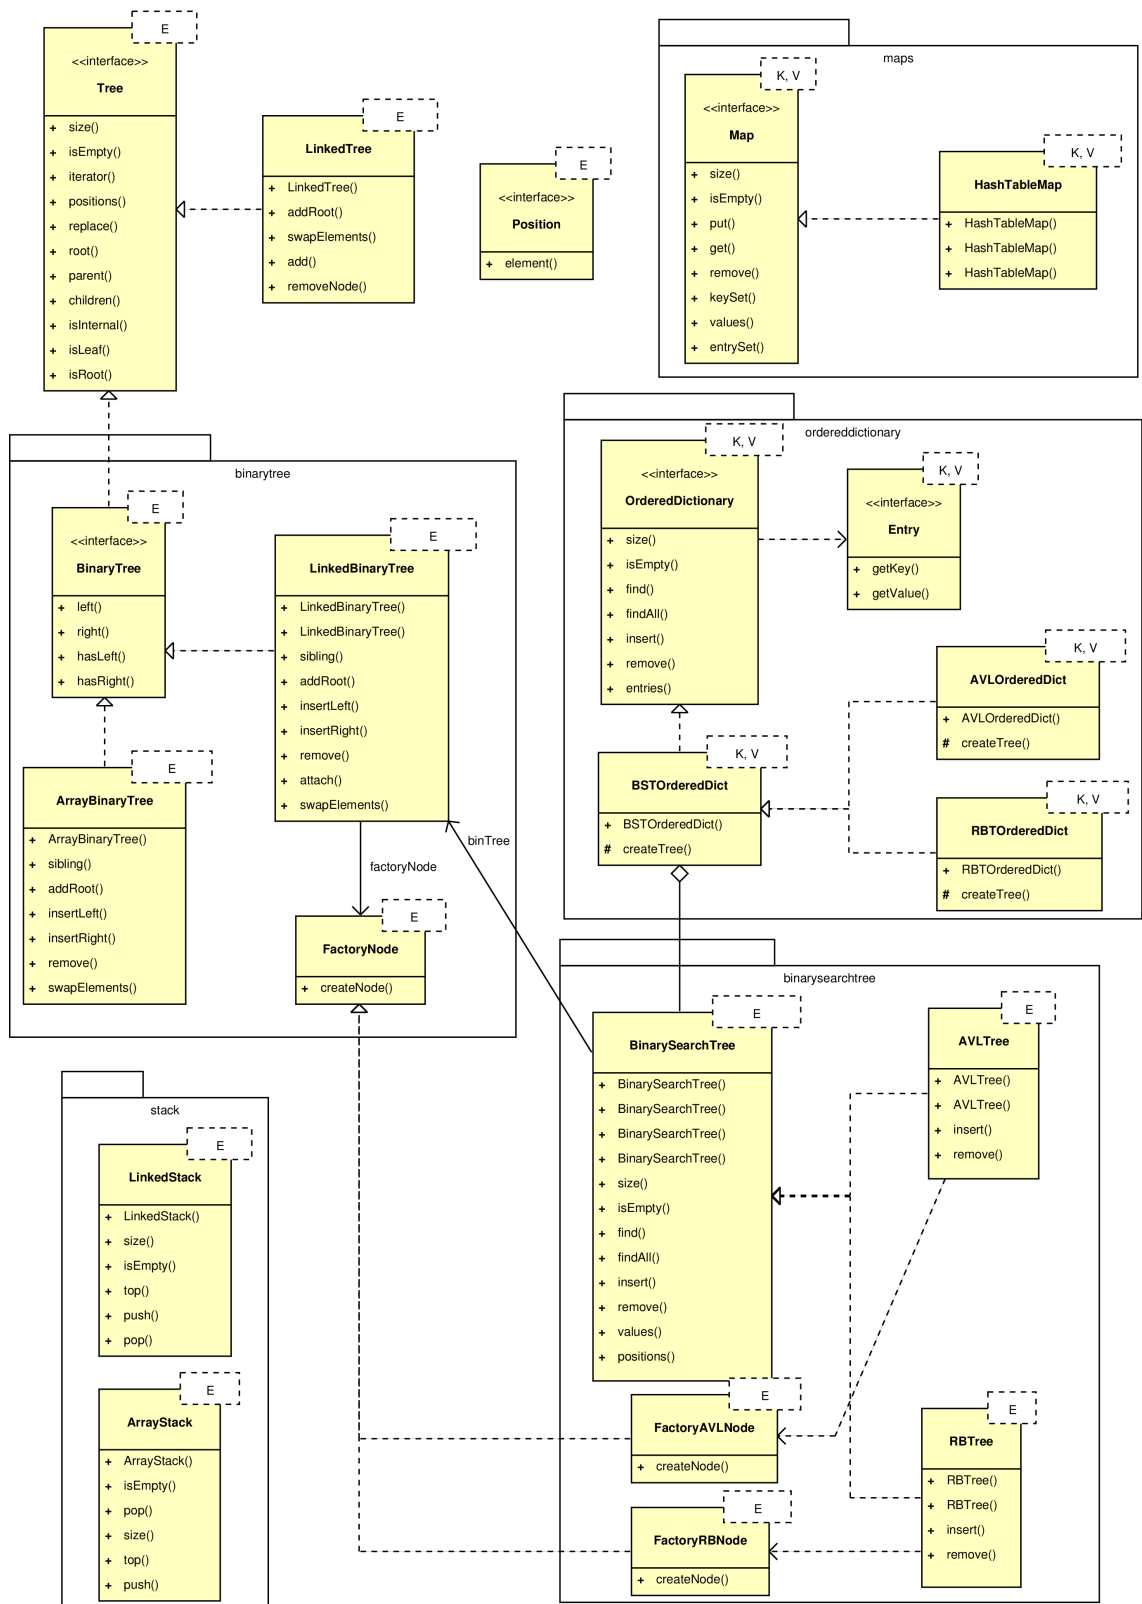 E
<<interface>>
Tree
+ size()
+ isEmpty()
+ iterator()
+ positions()
+ replace()
+ root()
+ parent()
+ children()
+ isInternal()
+ isLeaf()
+ isRoot()
E
LinkedTree
+ LinkedTree()
+ addRoot()
+ swapElements()
+ add()
+ removeNode()
E
<<interface>>
Position
+ element()
maps
K, V
<<interface>>
Map
+ size()
+ isEmpty()
+ put()
+ get()
+ remove()
+ keySet()
+ values()
+ entrySet()
K, V
HashTableMap
+ HashTableMap()
+ HashTableMap()
+ HashTableMap()
binarytree
E
<<interface>>
BinaryTree
+ left()
+ right()
+ hasLeft()
+ hasRight()
E
LinkedBinaryTree
+ LinkedBinaryTree()
+ LinkedBinaryTree()
+ sibling()
+ addRoot()
+ insertLeft()
+ insertRight()
+ remove()
+ attach()
+ swapElements()
E
ArrayBinaryTree
+ ArrayBinaryTree()
+ sibling()
+ addRoot()
+ insertLeft()
+ insertRight()
+ remove()
+ swapElements()
factoryNode
binTree
E
FactoryNode
+ createNode()
ordereddictionary
K, V
<<interface>>
OrderedDictionary
+ size()
+ isEmpty()
+ find()
+ findAll()
+ insert()
+ remove()
+ entries()
K, V
<<interface>>
Entry
+ getKey()
+ getValue()
K, V
AVLOrderedDict
+ AVLOrderedDict()
# createTree()
K, V
BSTOrderedDict
+ BSTOrderedDict()
# createTree()
K, V
RBTOrderedDict
+ RBTOrderedDict()
# createTree()
binarysearchtree
E
BinarySearchTree
+ BinarySearchTree()
+ BinarySearchTree()
+ BinarySearchTree()
+ BinarySearchTree()
+ size()
+ isEmpty()
+ find()
+ findAll()
+ insert()
+ remove()
+ values()
+ positions()
E
AVLTree
+ AVLTree()
+ AVLTree()
+ insert()
+ remove()
E
FactoryAVLNode
+ createNode()
E
RBTree
+ RBTree()
+ RBTree()
+ insert()
+ remove()
E
FactoryRBNode
+ createNode()
stack
E
LinkedStack
+ LinkedStack()
+ size()
+ isEmpty()
+ top()
+ push()
+ pop()
E
ArrayStack
+ ArrayStack()
+ isEmpty()
+ pop()
+ size()
+ top()
+ push()